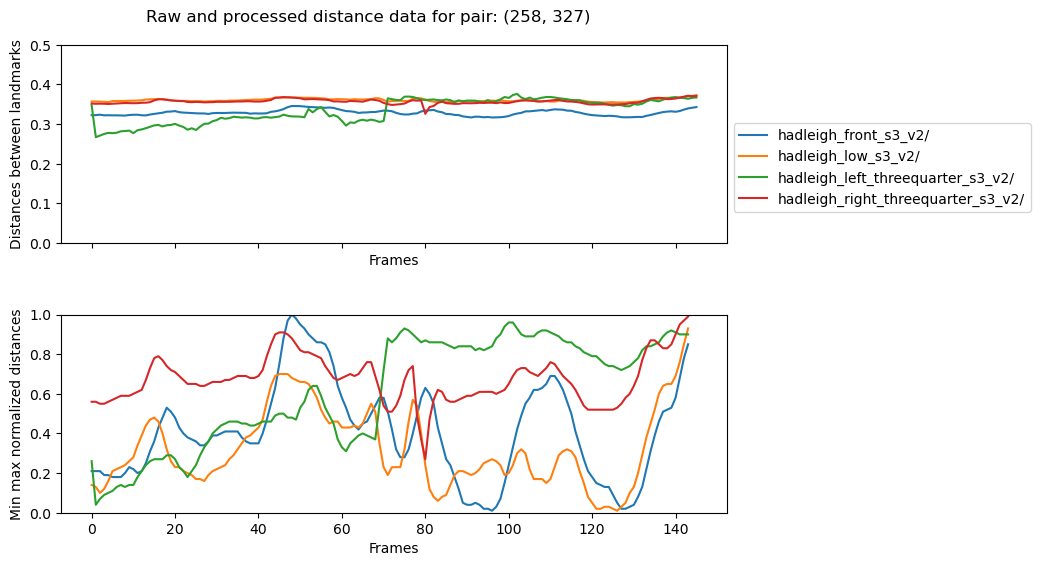 Raw and processed distance data for pair: (258, 327)
Distances between landmarks
0.5
0.4
0.3
0.2
0.1
0.0
Frames
hadleigh_front_s3_v2/
hadleigh_low_s3_v2/
hadleigh_left_threequarter_s3_v2/
hadleigh_right_threequarter_s3_v2/
Min max normalized distances
1.0
0.8
0.6
0.4
0.2
0.0
0 20 40 60 80 100 120 140
Frames